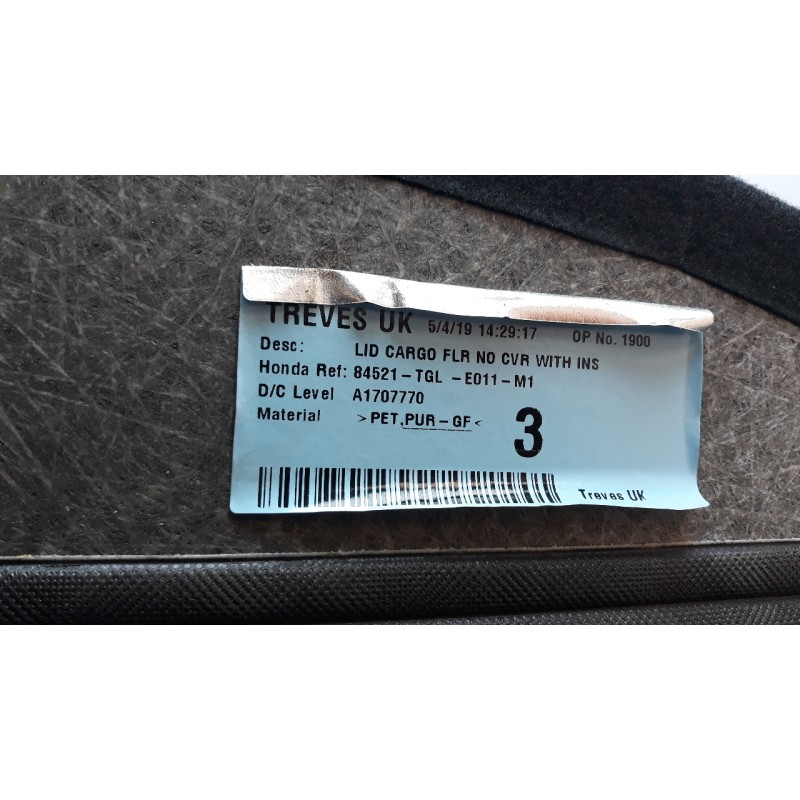 TREVES UK 5/4/19 14:29:17 OP No. 1900
Desc: LID CARGO FLR NO CVR WITH INS
Honda Ref: 84521-TGL -E011-M1
D/C Level A1707770
Material >PET,PUR-GF<
3
Treves UK